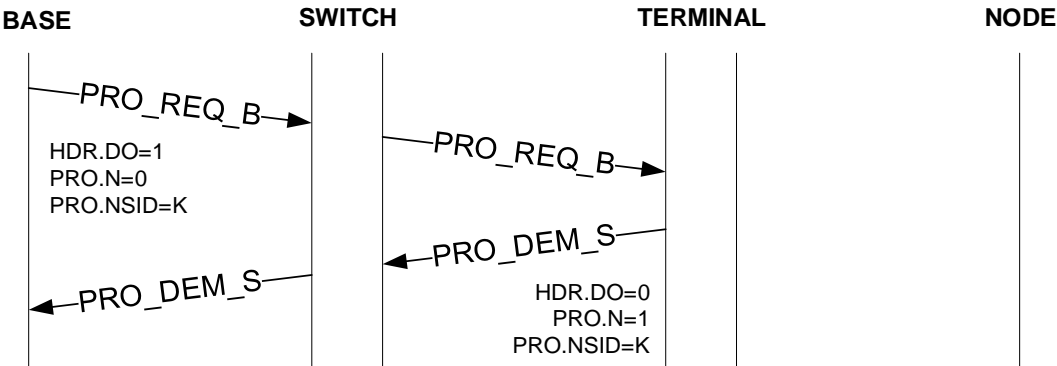 BASE
SWITCH
TERMINAL
NODE
PRO_REQ_B
HDR.DO=1
PRO.N=0
PRO.NSID=K
PRO_REQ_B
PRO_DEM_S
PRO_DEM_S
HDR.DO=0
PRO.N=1
PRO.NSID=K